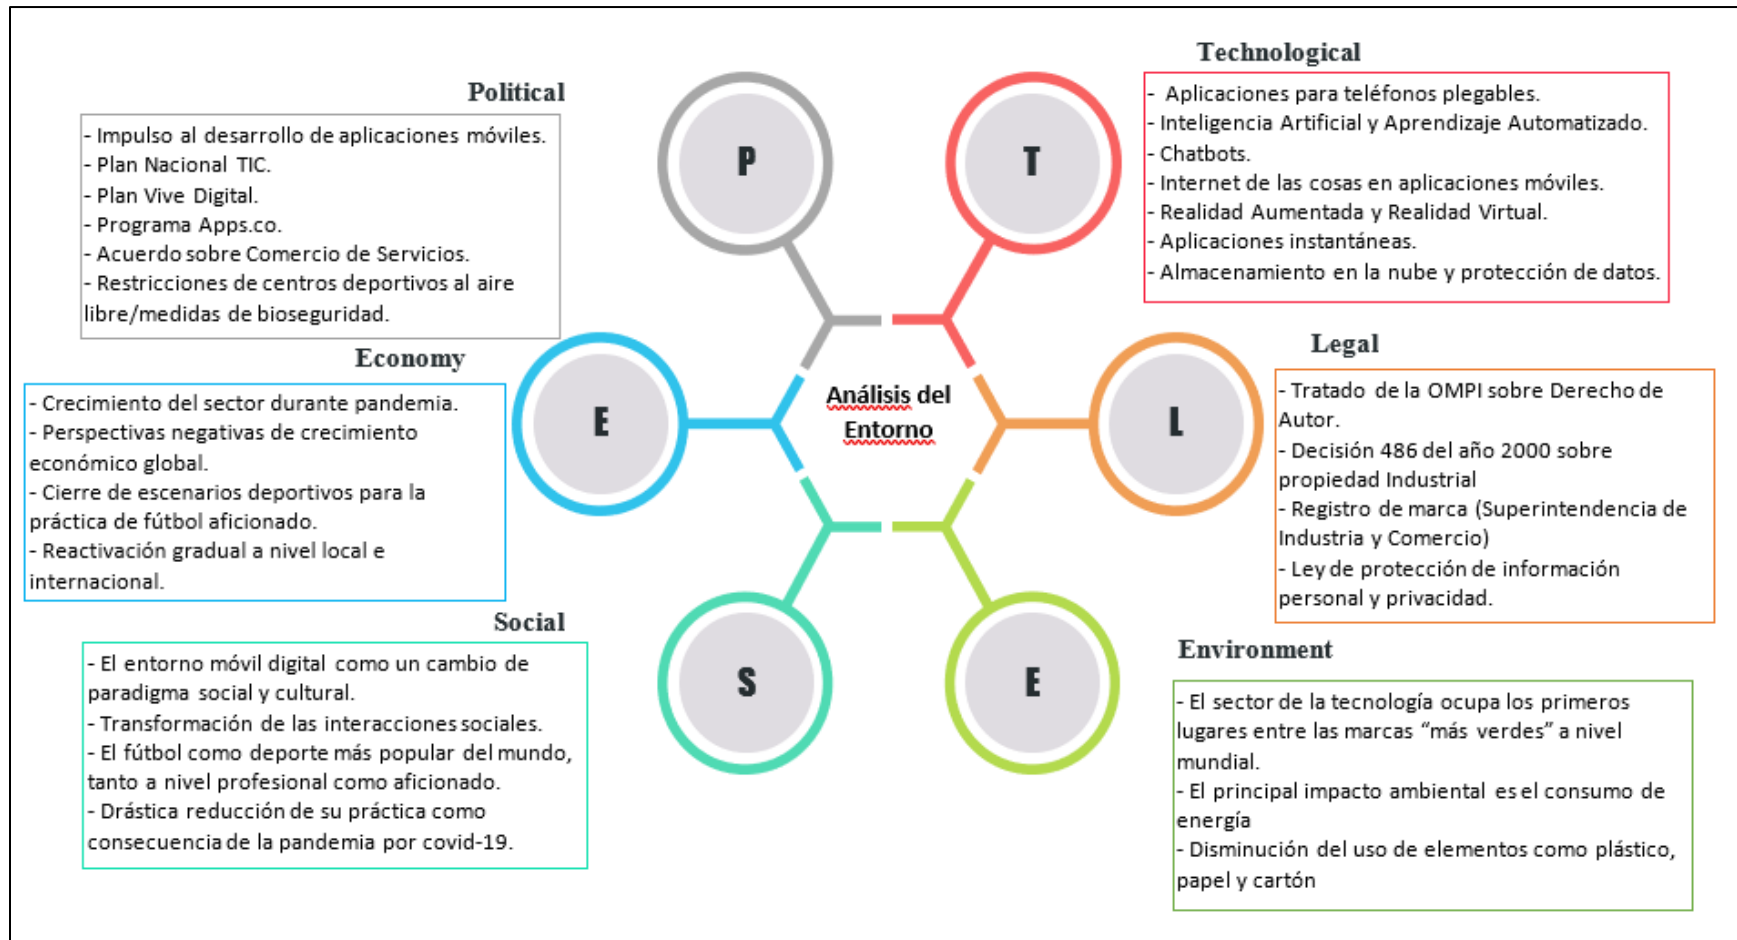 Political
- Impulso al desarrollo de aplicaciones móviles.
- Plan Nacional TIC.
- Plan Vive Digital.
- Programa Apps.co.
- Acuerdo sobre Comercio de Servicios.
- Restricciones de centros deportivos al aire
libre/medidas de bioseguridad.
P
T
Technological
- Aplicaciones para teléfonos plegables.
- Inteligencia Artificial y Aprendizaje Automatizado.
- Chatbots.
- Internet de las cosas en aplicaciones móviles.
- Realidad Aumentada y Realidad Virtual.
- Aplicaciones instantáneas.
- Almacenamiento en la nube y protección de datos.
Economy
- Crecimiento del sector durante pandemia.
- Perspectivas negativas de crecimiento
económico global.
- Cierre de escenarios deportivos para la
práctica de fútbol aficionado.
- Reactivación gradual a nivel local e
internacional.
E
Análisis del
Entorno
L
Legal
- Tratado de la OMPI sobre Derecho de
Autor.
- Decisión 486 del año 2000 sobre
propiedad Industrial
- Registro de marca (Superintendencia de
Industria y Comercio)
- Ley de protección de información
personal y privacidad.
Social
- El entorno móvil digital como un cambio de
paradigma social y cultural.
- Transformación de las interacciones sociales.
- El fútbol como deporte más popular del mundo,
tanto a nivel profesional como aficionado.
- Drástica reducción de su práctica como
consecuencia de la pandemia por covid-19.
S
E
Environment
- El sector de la tecnología ocupa los primeros
lugares entre las marcas “más verdes” a nivel
mundial.
- El principal impacto ambiental es el consumo de
energía
- Disminución del uso de elementos como plástico,
papel y cartón